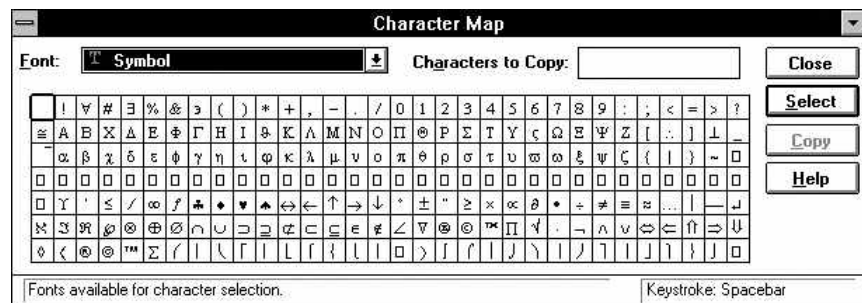 Character Map
Font: Symbol Characters to Copy: Close
! ∀ # ∃ % & ∍ ( ) * + , − . / 0 1 2 3 4 5 6 7 8 9 : ; < = > ?
Select
≅ Α Β Χ Δ Ε Φ Γ Η Ι ϑ Κ Λ Μ Ν Ο Π Θ Ρ Σ Τ Υ ς Ω Ξ Ψ Ζ [ ∴ ] ⊥ _
Copy
‾ α β χ δ ε φ γ η ι ϕ κ λ μ ν ο π θ ρ σ τ υ ϖ ω ξ ψ ζ { | } ~ □
□ □ □ □ □ □ □ □ □ □ □ □ □ □ □ □ □ □ □ □ □ □ □ □ □ □ □ □ □ □ □ □
Help
□ ϒ ′ ≤ ⁄ ∞ ƒ ♣ ♦ ♥ ♠ ↔ ← ↑ → ↓ ° ± ″ ≥ × ∝ ∂ • ÷ ≠ ≡ ≈ … | — ↵
ℵ ℑ ℜ ℘ ⊗ ⊕ ∅ ∩ ∪ ⊃ ⊇ ⊄ ⊂ ⊆ ∈ ∉ ∠ ∇ ® © ™ ∏ √ ⋅ ¬ ∧ ∨ ⇔ ⇐ ⇑ ⇒ ⇓
◊ 〈 ® © ™ ∑ ⎛ ⎜ ⎝ ⎡ ⎢ ⎣ ⎧ ⎨ ⎩ ⎪ □ 〉 ∫ ⌠ ⎮ ⌡ ⎞ ⎟ ⎠ ⎤ ⎥ ⎦ ⎫ ⎬ ⎭ □
Fonts available for character selection. Keystroke: Spacebar